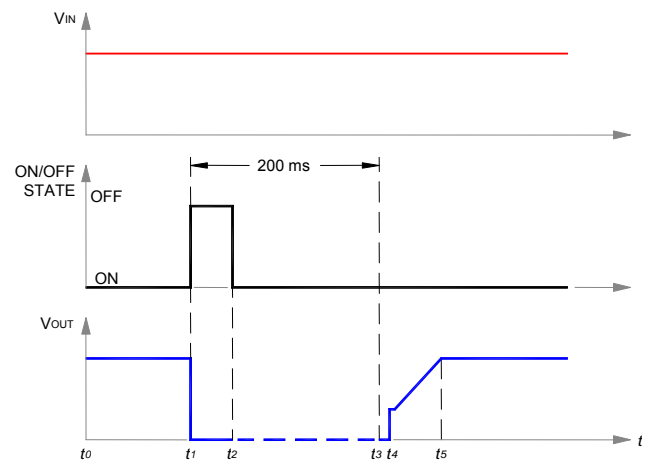 VIN
200 ms
ON/OFF
STATE
OFF
ON
VOUT
t
t0 t1 t2 t3 t4 t5